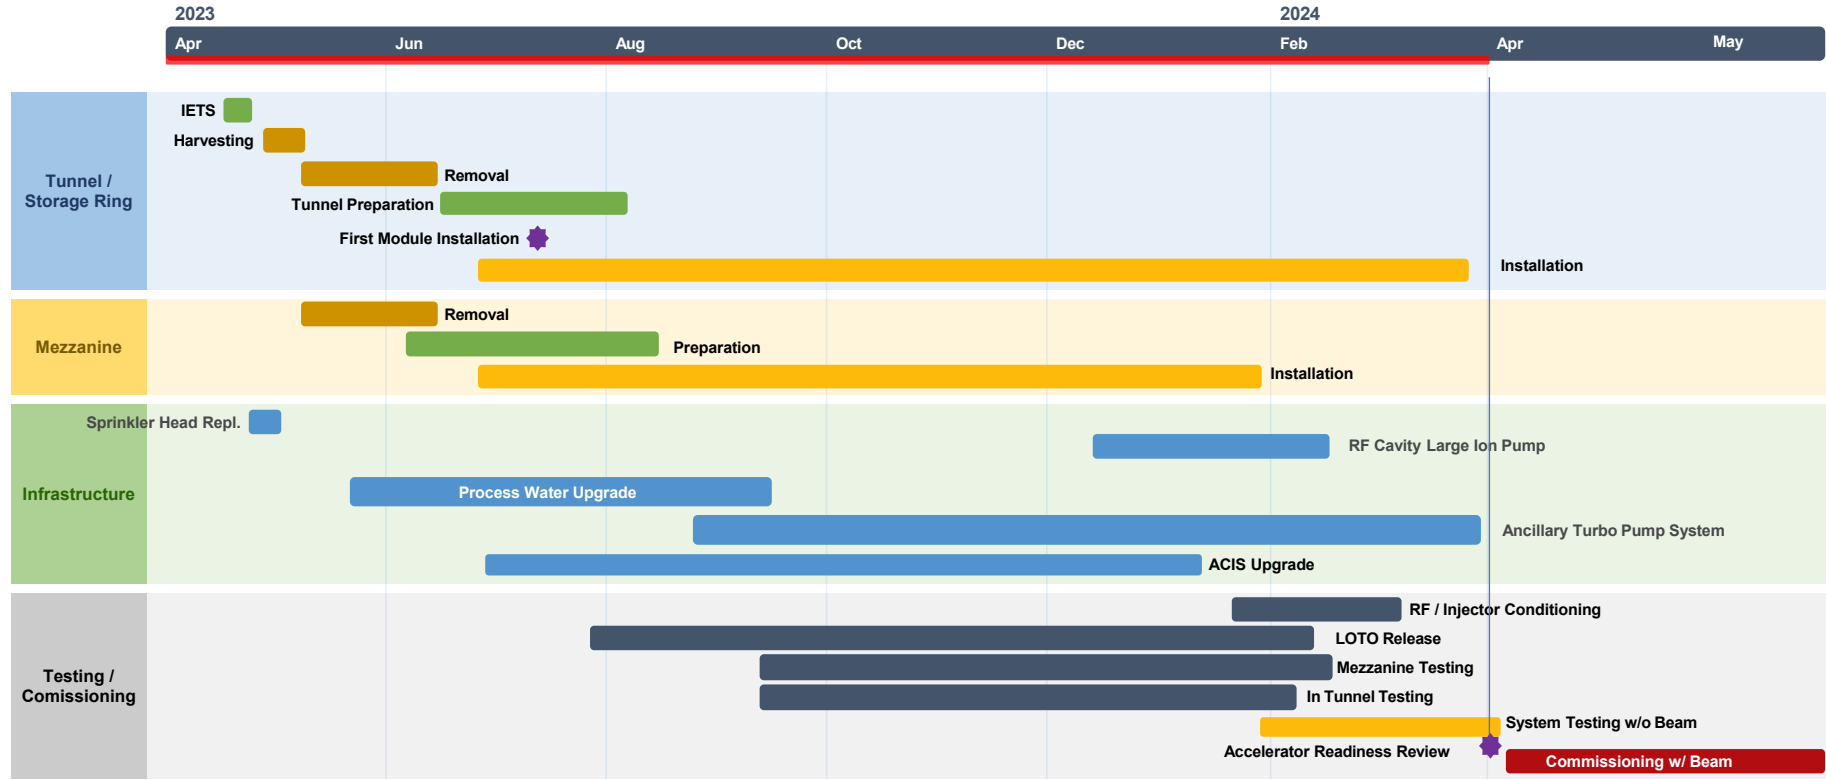 2023
2024
Apr
Jun
Aug
Oct
Dec
Feb
Apr
May
Tunnel /
Storage Ring
IETS
Harvesting
Removal
Tunnel Preparation
First Module Installation
Installation
Mezzanine
Removal
Preparation
Installation
Infrastructure
Sprinkler Head Repl.
RF Cavity Large Ion Pump
Process Water Upgrade
Ancillary Turbo Pump System
ACIS Upgrade
Testing /
Comissioning
RF / Injector Conditioning
LOTO Release
Mezzanine Testing
In Tunnel Testing
System Testing w/o Beam
Accelerator Readiness Review
Commissioning w/ Beam